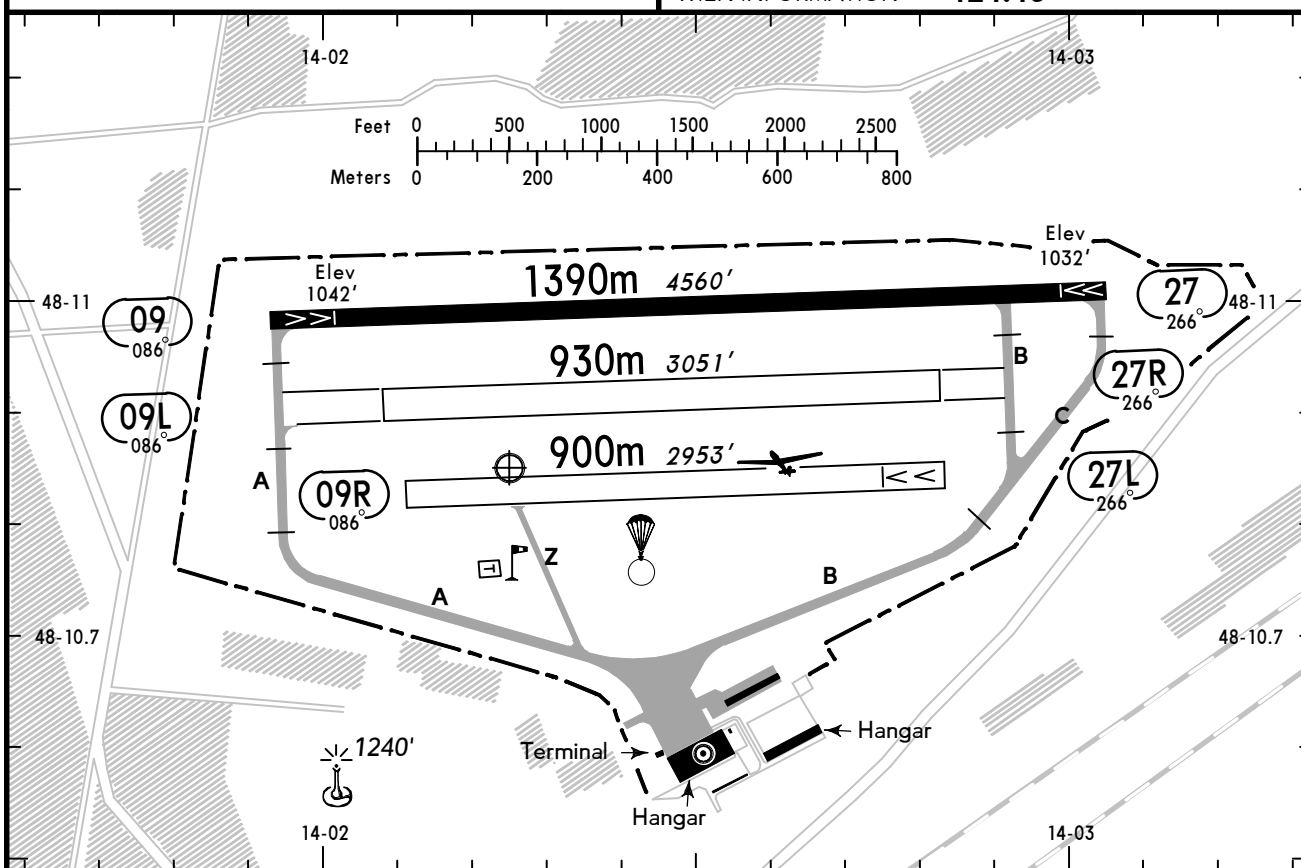 14-02
14-03
Feet 0 500 1000 1500 2000 2500
Meters 0 200 400 600 800
Elev
1032'
Elev
1042'
1390m 4560'
27
266°
48-11
48-11
09
086°
930m 3051'
B
27R
266°
09L
086°
C
900m 2953'
A
09R
086°
27L
266°
Z
B
A
48-10.7
48-10.7
1240'
Terminal
Hangar
Hangar
14-02
14-03